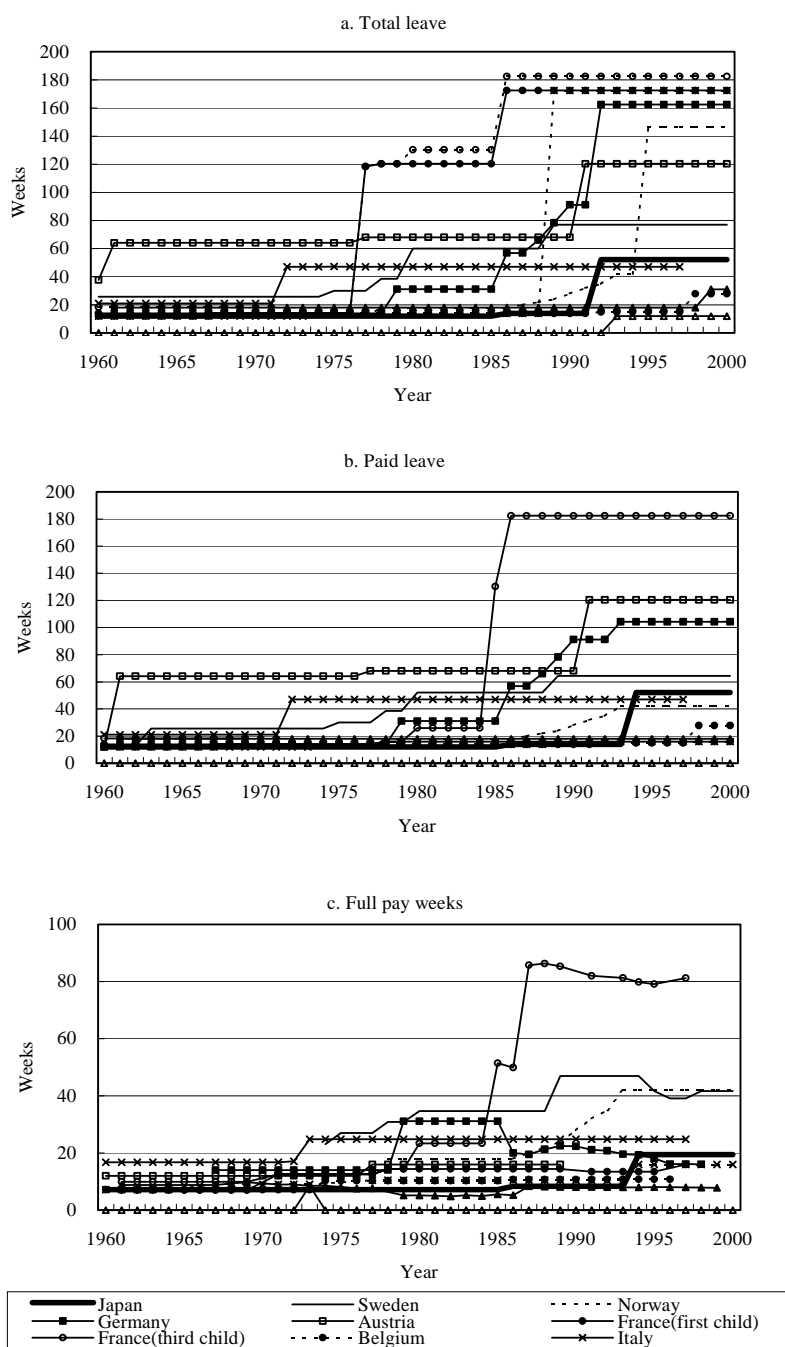 a. Total leave
200
180
160
140
120
100
80
60
40
20
0
Weeks
1960 1965 1970 1975 1980 1985 1990 1995 2000
Year
b. Paid leave
200
180
160
140
120
100
80
60
40
20
0
Weeks
1960 1965 1970 1975 1980 1985 1990 1995 2000
Year
c. Full pay weeks
100
80
60
40
20
0
Weeks
1960 1965 1970 1975 1980 1985 1990 1995 2000
Year
Japan Sweden Norway
Germany Austria France(first child)
France(third child) Belgium Italy